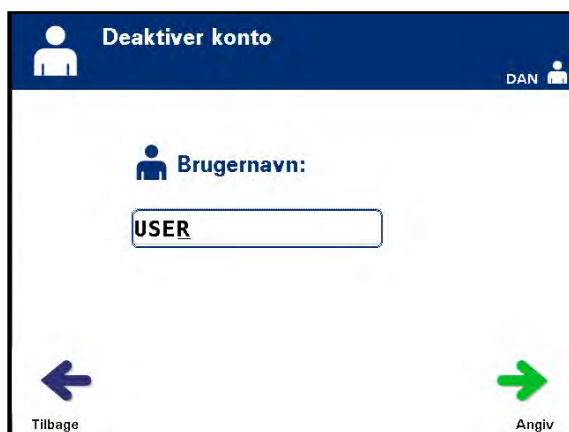 Deaktiver konto
DAN
Brugernavn:
USER
Tilbage
Angiv